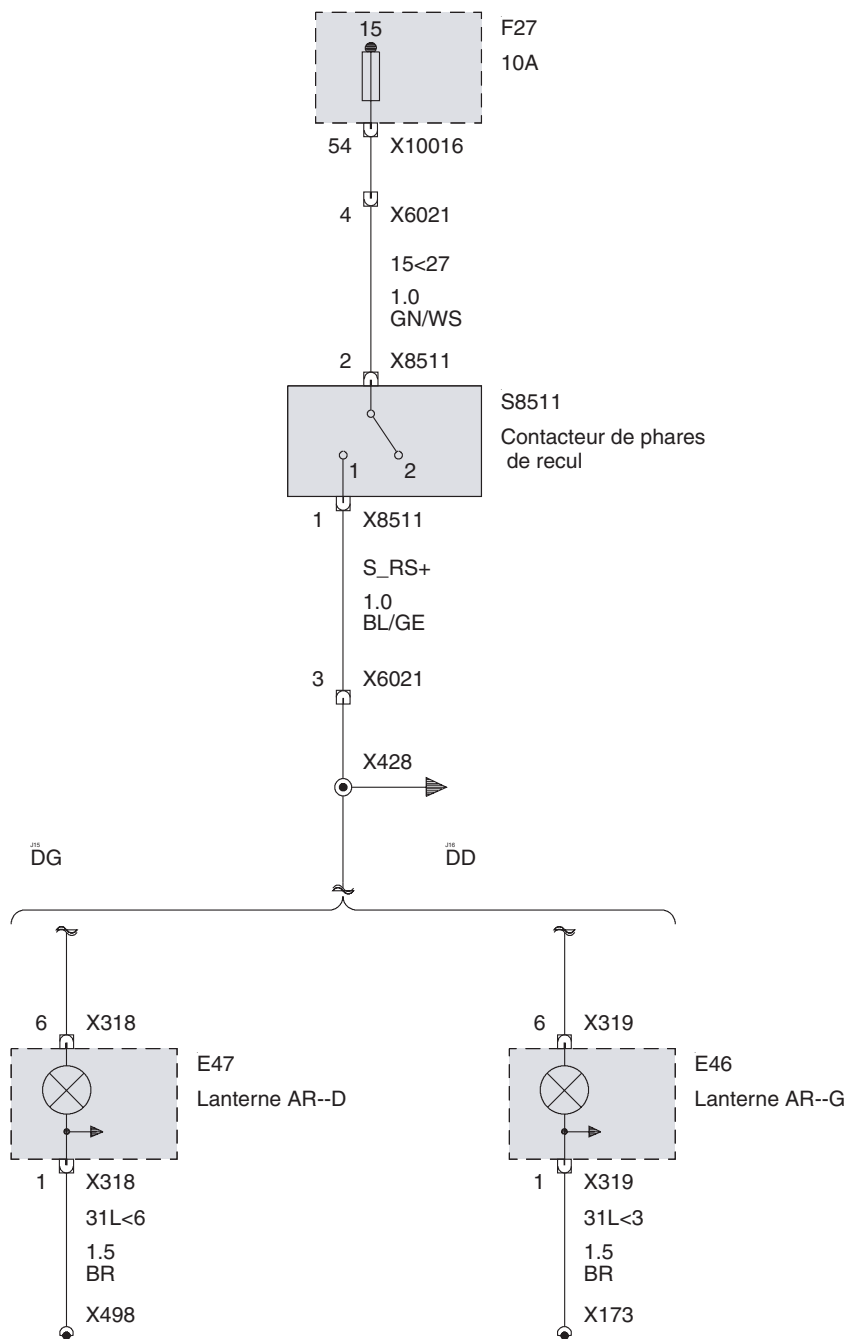 15
F27
10A
54 X10016
4 X6021
15<27
1.0
GN/WS
2 X8511
S8511
Contacteur de phares
de recul
1 2
1 X8511
S_RS+
1.0
BL/GE
3 X6021
X428
J15 J16
DG DD
6 X318 6 X319
E47 E46
Lanterne AR--D Lanterne AR--G
1 X318 1 X319
31L<6 31L<3
1.5 1.5
BR BR
X498 X173